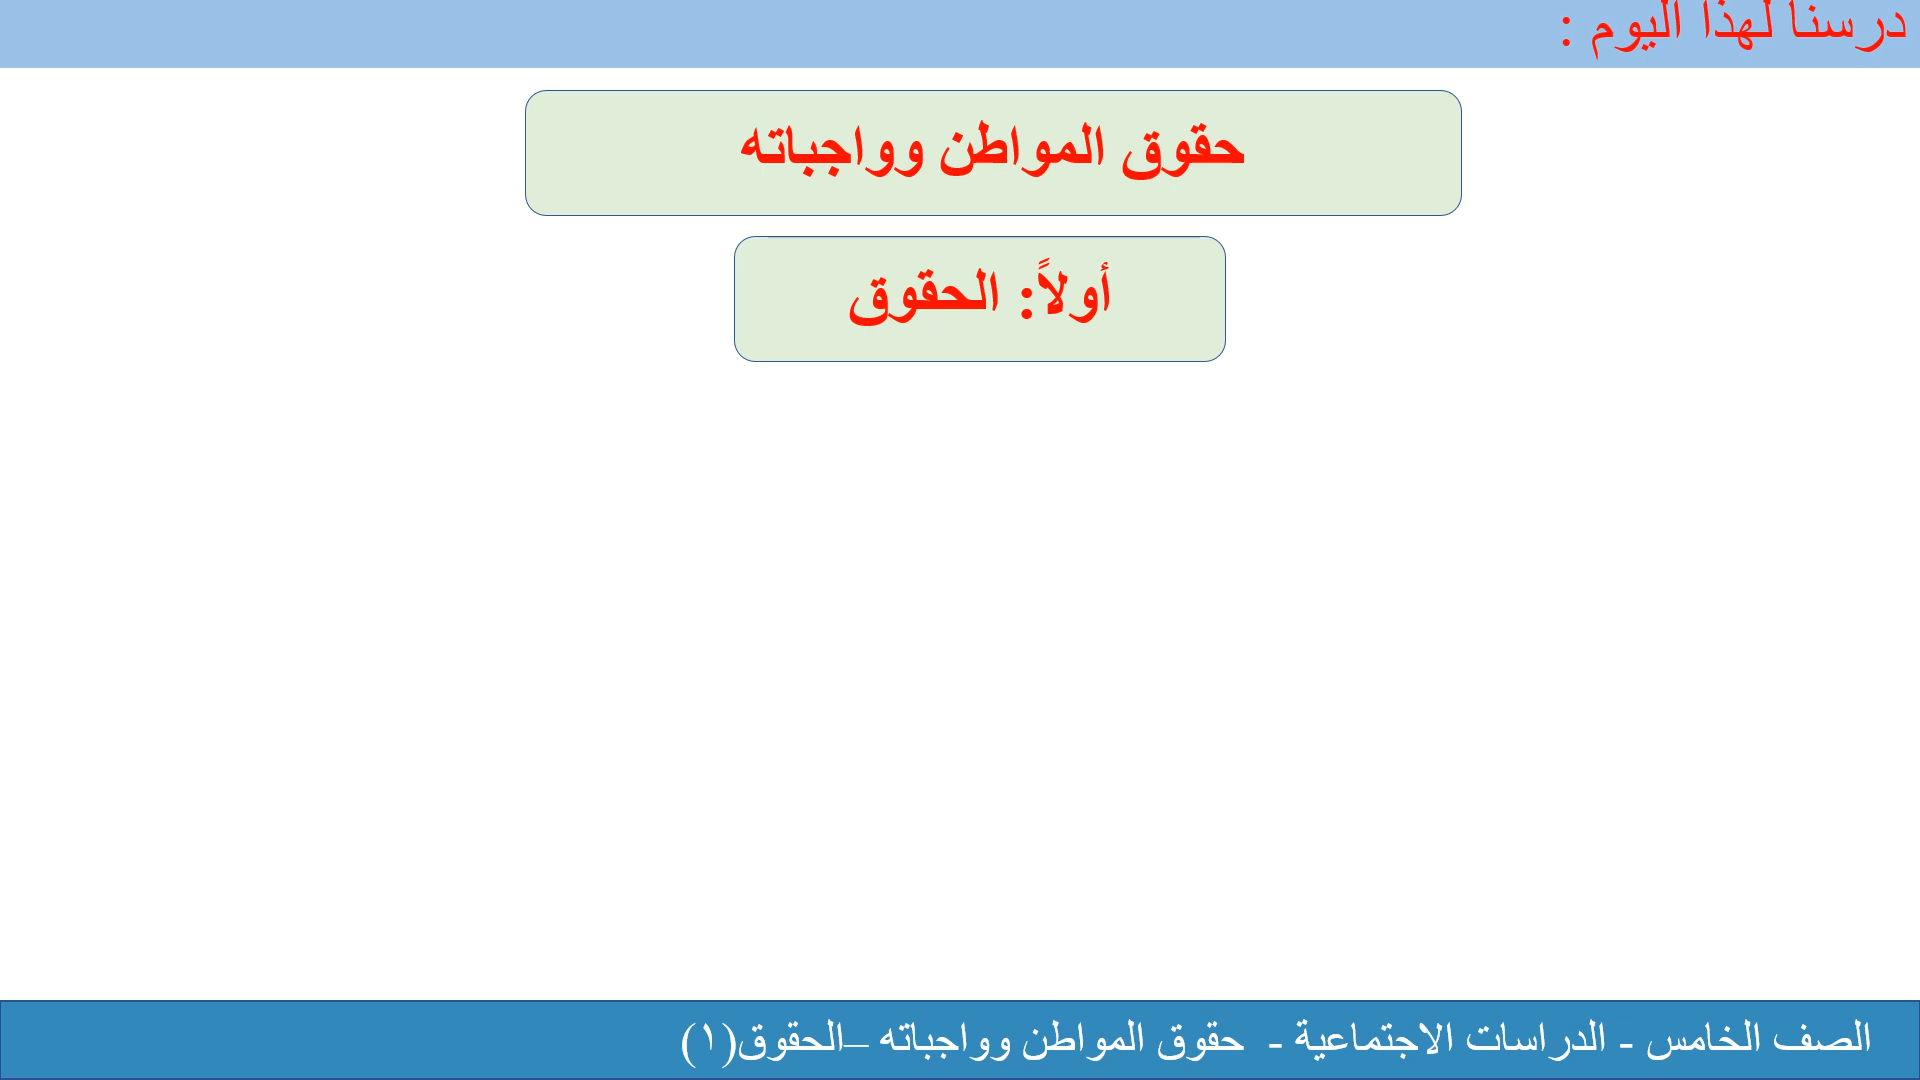 درسنا لهذا اليوم :
حقوق المواطن وواجباته
أولاً: الحقوق
الصف الخامس - الدراسات الاجتماعية - حقوق المواطن وواجباته –الحقوق(١)